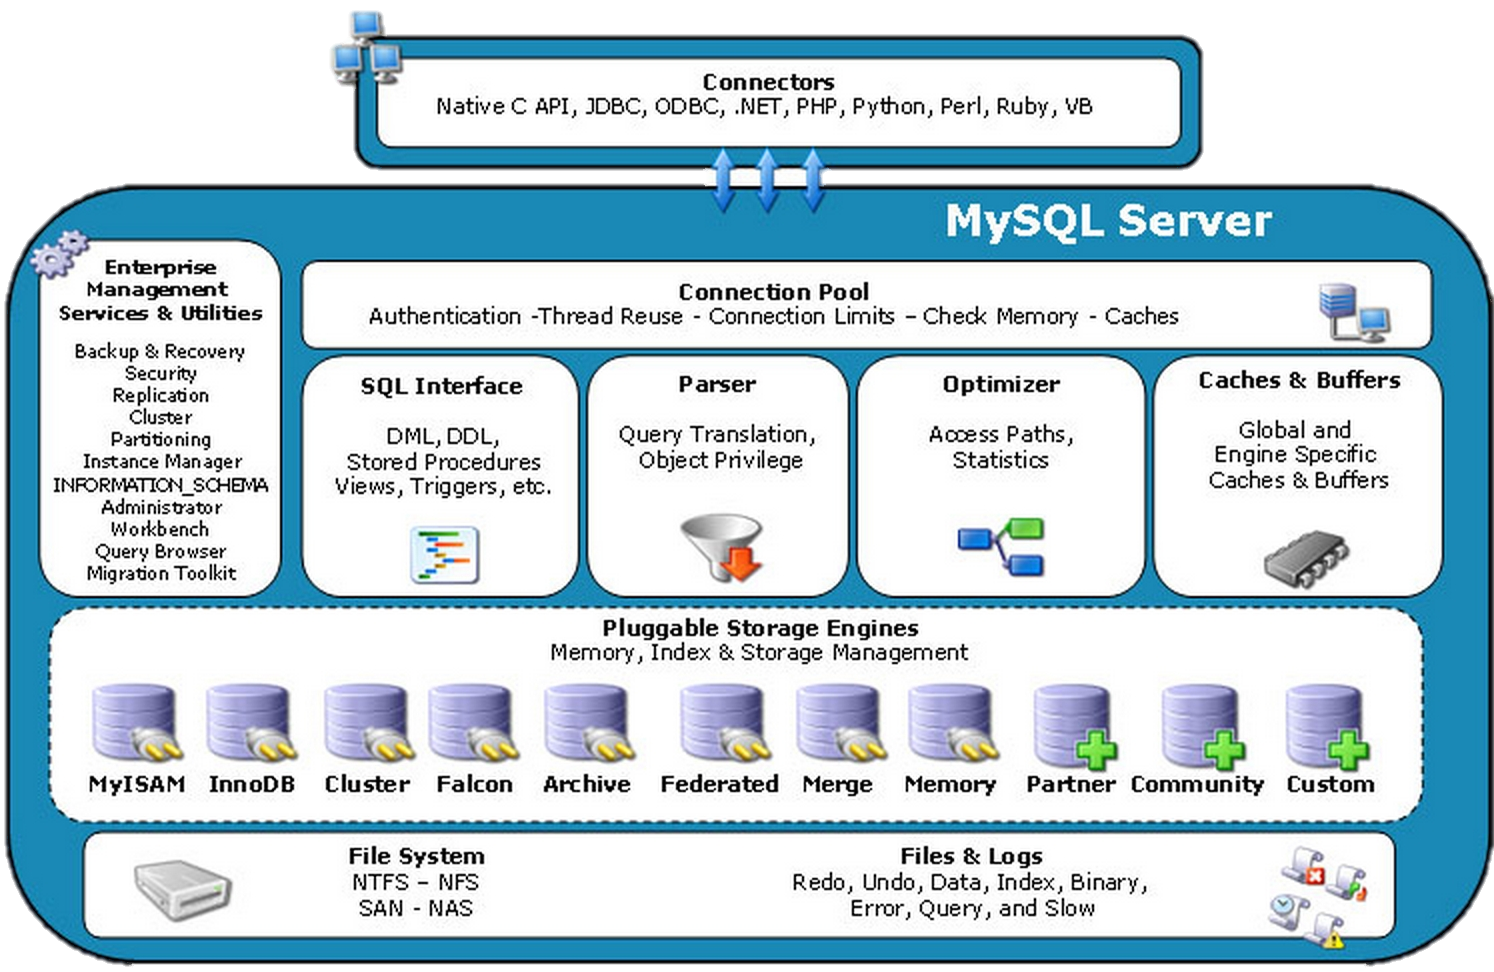 Connectors
Native C API, JDBC, ODBC, .NET, PHP, Python, Perl, Ruby, VB
MySQL Server
Enterprise
Management
Services & Utilities
Backup & Recovery
Security
Replication
Cluster
Partitioning
Instance Manager
INFORMATION_SCHEMA
Administrator
Workbench
Query Browser
Migration Toolkit
Connection Pool
Authentication -Thread Reuse - Connection Limits – Check Memory - Caches
SQL Interface
DML, DDL,
Stored Procedures
Views, Triggers, etc.
Parser
Query Translation,
Object Privilege
Optimizer
Access Paths,
Statistics
Caches & Buffers
Global and
Engine Specific
Caches & Buffers
Pluggable Storage Engines
Memory, Index & Storage Management
MyISAM InnoDB Cluster Falcon Archive Federated Merge Memory Partner Community Custom
File System
NTFS – NFS
SAN - NAS
Files & Logs
Redo, Undo, Data, Index, Binary,
Error, Query, and Slow